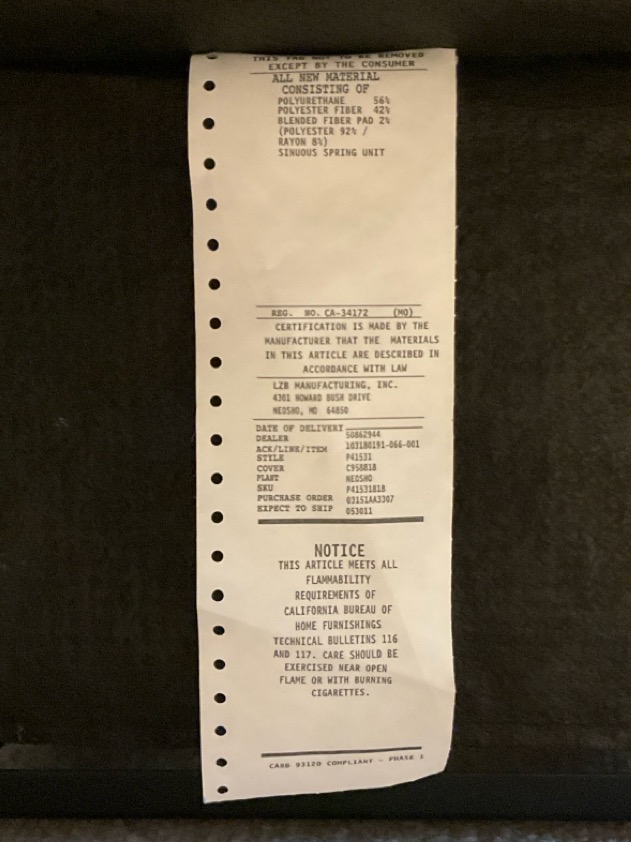 THIS TAG NOT TO BE REMOVED
EXCEPT BY THE CONSUMER
ALL NEW MATERIAL
CONSISTING OF
POLYURETHANE 56%
POLYESTER FIBER 42%
BLENDED FIBER PAD 2%
(POLYESTER 92% /
RAYON 8%)
SINUOUS SPRING UNIT
REG. NO. CA-34172 (MO)
CERTIFICATION IS MADE BY THE
MANUFACTURER THAT THE MATERIALS
IN THIS ARTICLE ARE DESCRIBED IN
ACCORDANCE WITH LAW
LZB MANUFACTURING, INC.
4301 HOWARD BUSH DRIVE
NEOSHO, MO 64850
DATE OF DELIVERY
DEALER 50862944
ACK/LINE/ITEM 103180191-066-001
STYLE P41531
COVER C958818
PLANT NEOSHO
SKU P41531818
PURCHASE ORDER 03151AA3307
EXPECT TO SHIP 053011
NOTICE
THIS ARTICLE MEETS ALL
FLAMMABILITY
REQUIREMENTS OF
CALIFORNIA BUREAU OF
HOME FURNISHINGS
TECHNICAL BULLETINS 116
AND 117. CARE SHOULD BE
EXERCISED NEAR OPEN
FLAME OR WITH BURNING
CIGARETTES.
CARB 93120 COMPLIANT - PHASE 1